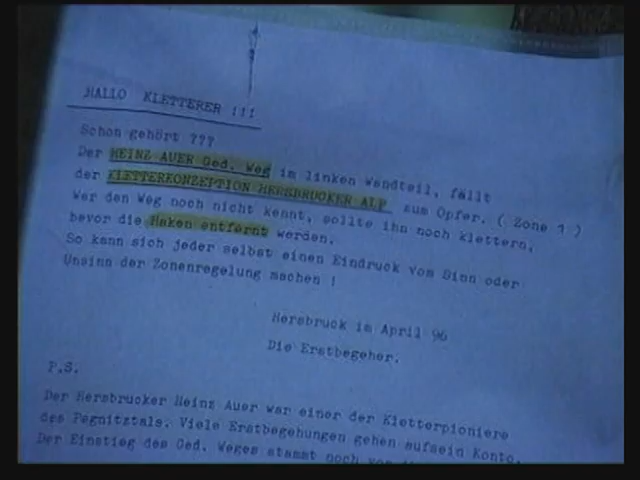 HALLO KLETTERER !!!
Schon gehört ???
Der HEINZ AUER Ged. Weg im linken Wandteil, fällt
der KLETTERKONZEPTION HERSBRUCKER ALP zum Opfer. ( Zone 1 )
Wer den Weg noch nicht kennt, sollte ihn noch klettern,
bevor die Haken entfernt werden.
So kann sich jeder selbst einen Eindruck vom Sinn oder
Unsinn der Zonenregelung machen !
Hersbruck im April 96
Die Erstbegeher.
P.S.
Der Hersbrucker Heinz Auer war einer der Kletterpioniere
des Pegnitztals. Viele Erstbegehungen gehen aufsein Konto.
Der Einstieg des Ged. Weges stammt noch